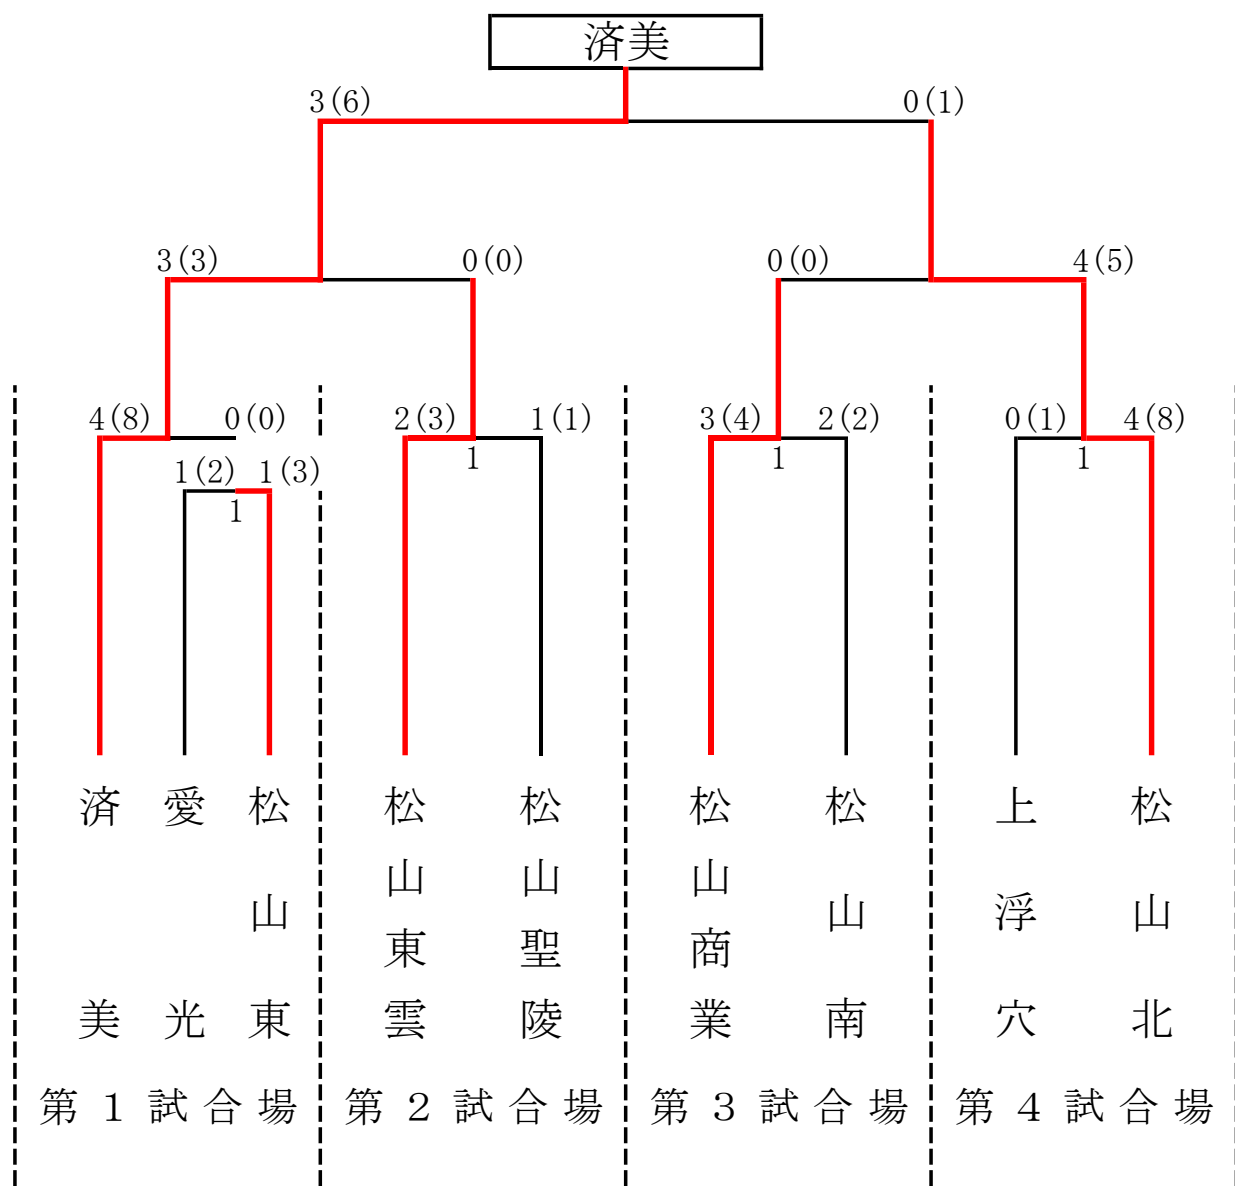 済美
3(6) 0(1)
3(3) 0(0) 0(0) 4(5)
4(8) 0(0) 2(3) 1(1) 3(4) 2(2) 0(1) 4(8)
1 1 1
1(2) 1(3)
1
済美
愛光
松山東
松山東雲
松山聖陵
松山商業
松山南
上浮穴
松山北
第1試合場 第2試合場 第3試合場 第4試合場